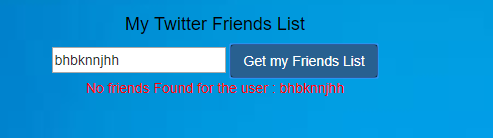 My Twitter Friends List
bhbknnjhh Get my Friends List
No friends Found for the user : bhbknnjhh